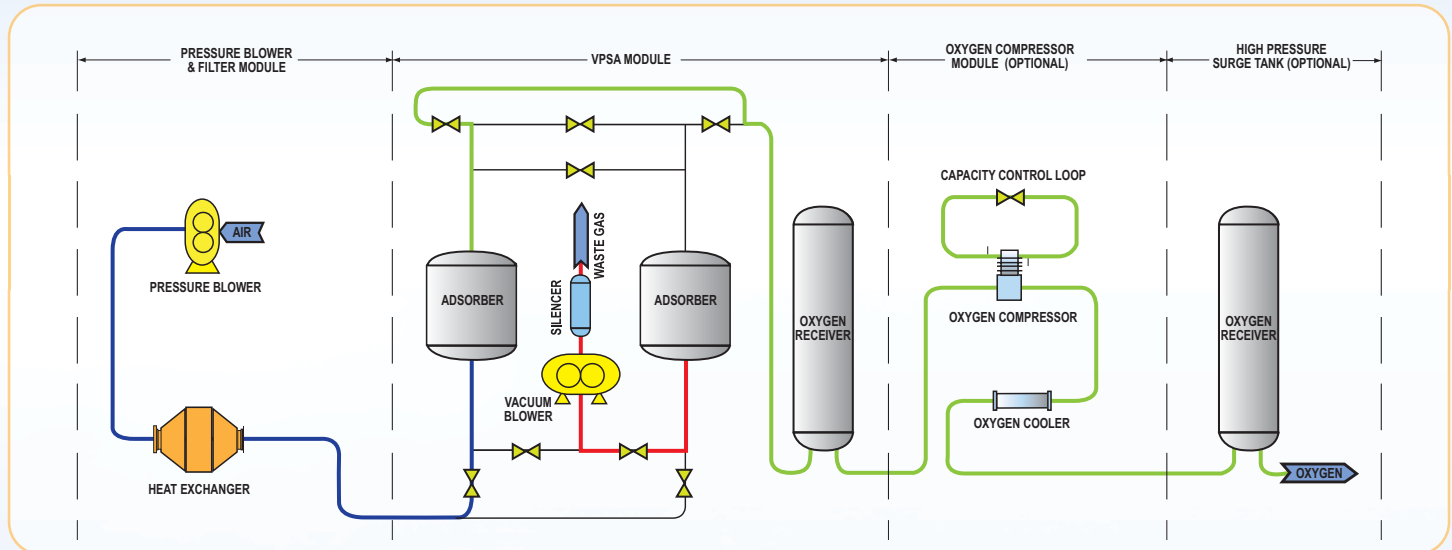 PRESSURE BLOWER
& FILTER MODULE
VPSA MODULE
OXYGEN COMPRESSOR
MODULE (OPTIONAL)
HIGH PRESSURE
SURGE TANK (OPTIONAL)
AIR
PRESSURE BLOWER
HEAT EXCHANGER
ADSORBER
WASTE GAS
SILENCER
VACUUM
BLOWER
ADSORBER
OXYGEN
RECEIVER
CAPACITY CONTROL LOOP
OXYGEN COMPRESSOR
OXYGEN COOLER
OXYGEN
RECEIVER
OXYGEN